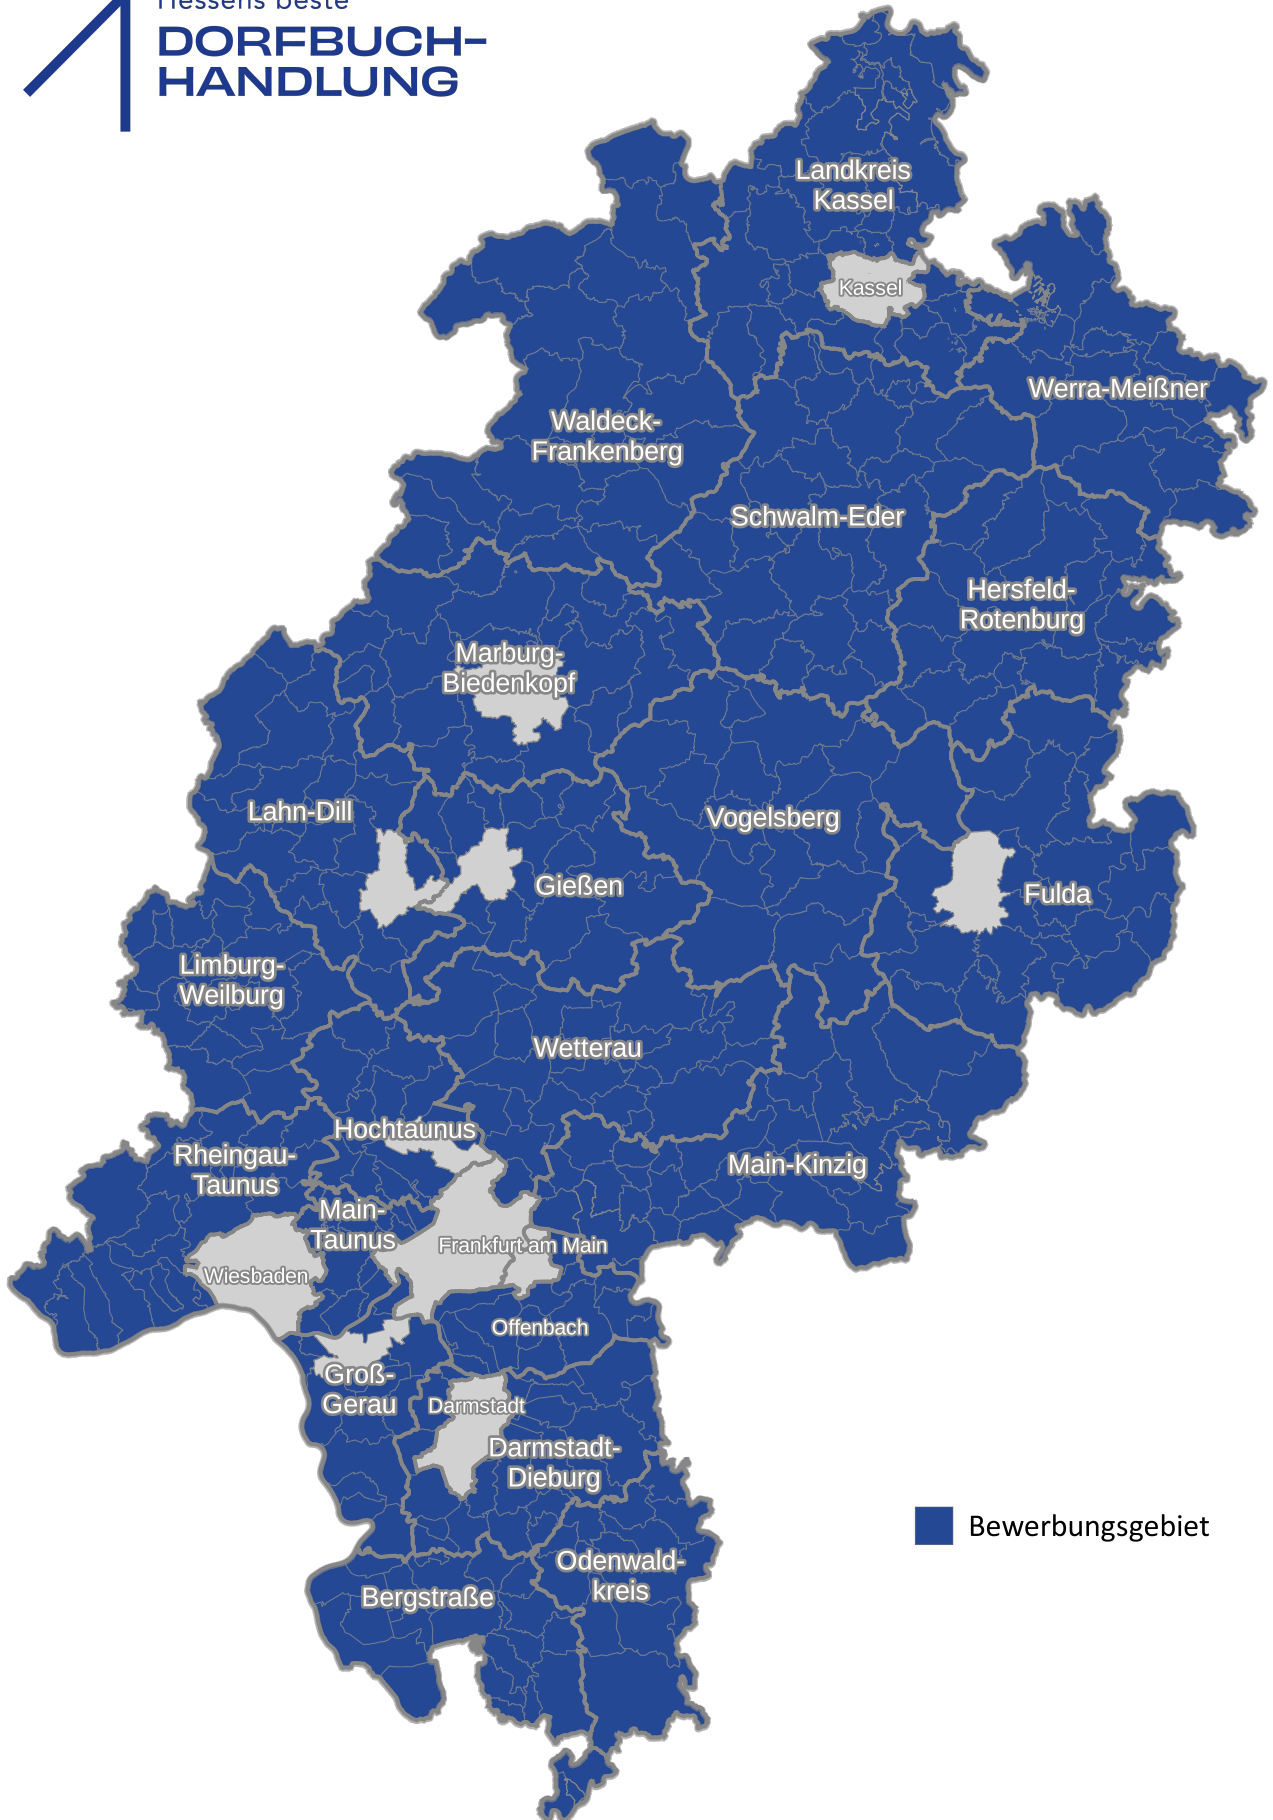 Hessens beste
DORFBUCH-
HANDLUNG
Landkreis
Kassel
Kassel
Werra-Meißner
Waldeck-
Frankenberg
Schwalm-Eder
Hersfeld-
Rotenburg
Marburg-
Biedenkopf
Lahn-Dill
Vogelsberg
Gießen
Fulda
Limburg-
Weilburg
Wetterau
Hochtaunus
Rheingau-
Taunus
Main-Kinzig
Main-
Taunus
Frankfurt am Main
Wiesbaden
Offenbach
Groß-
Gerau
Darmstadt
Darmstadt-
Dieburg
Bewerbungsgebiet
Odenwald-
kreis
Bergstraße